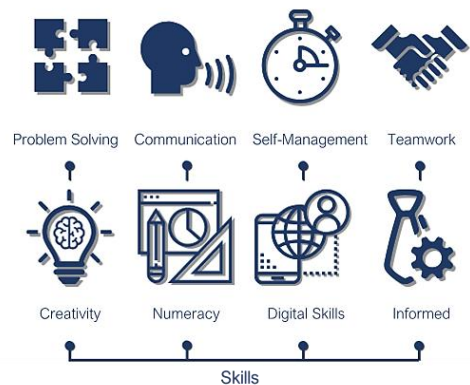 Problem Solving Communication Self-Management Teamwork
Creativity Numeracy Digital Skills Informed
Skills